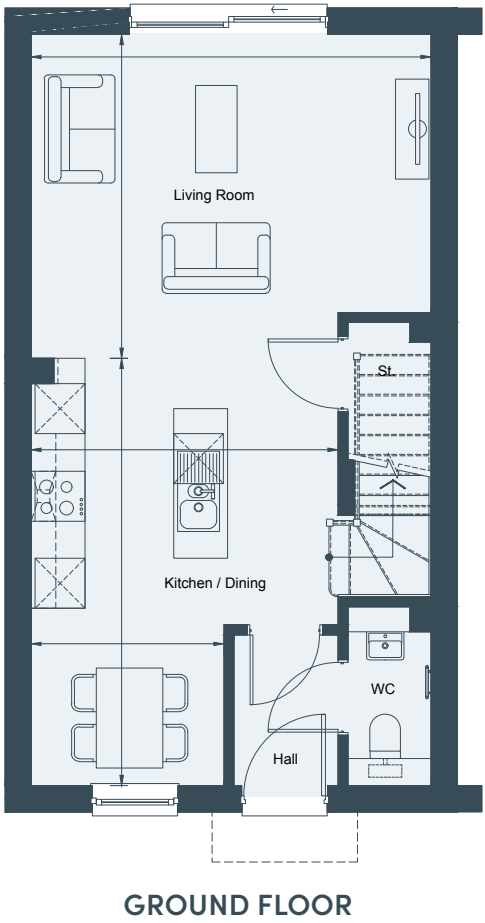 Living Room
St.
Kitchen / Dining
WC
Hall
GROUND FLOOR